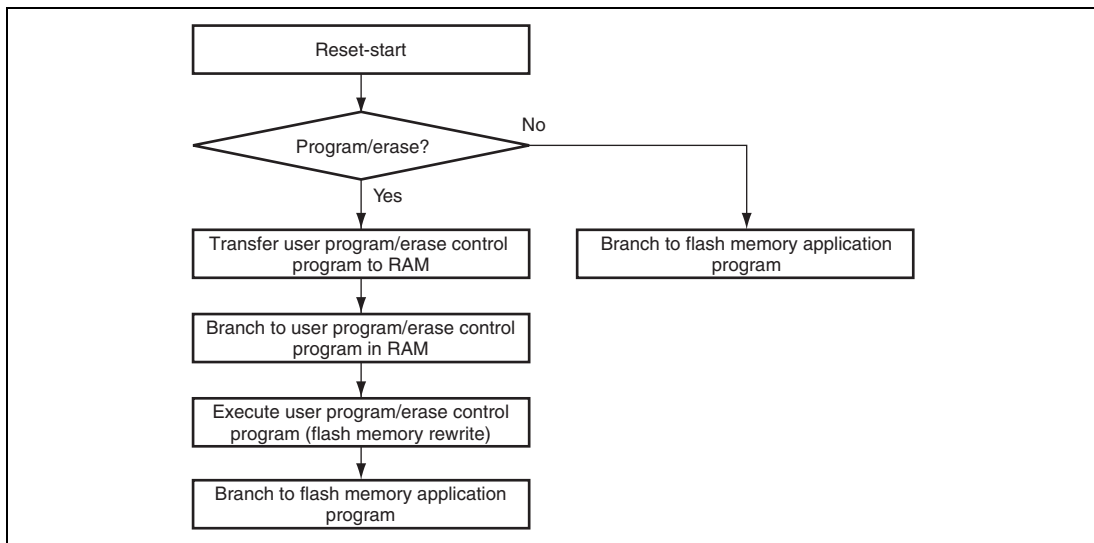 Reset-start
Program/erase?
No
Yes
Transfer user program/erase control
program to RAM
Branch to flash memory application
program
Branch to user program/erase control
program in RAM
Execute user program/erase control
program (flash memory rewrite)
Branch to flash memory application
program